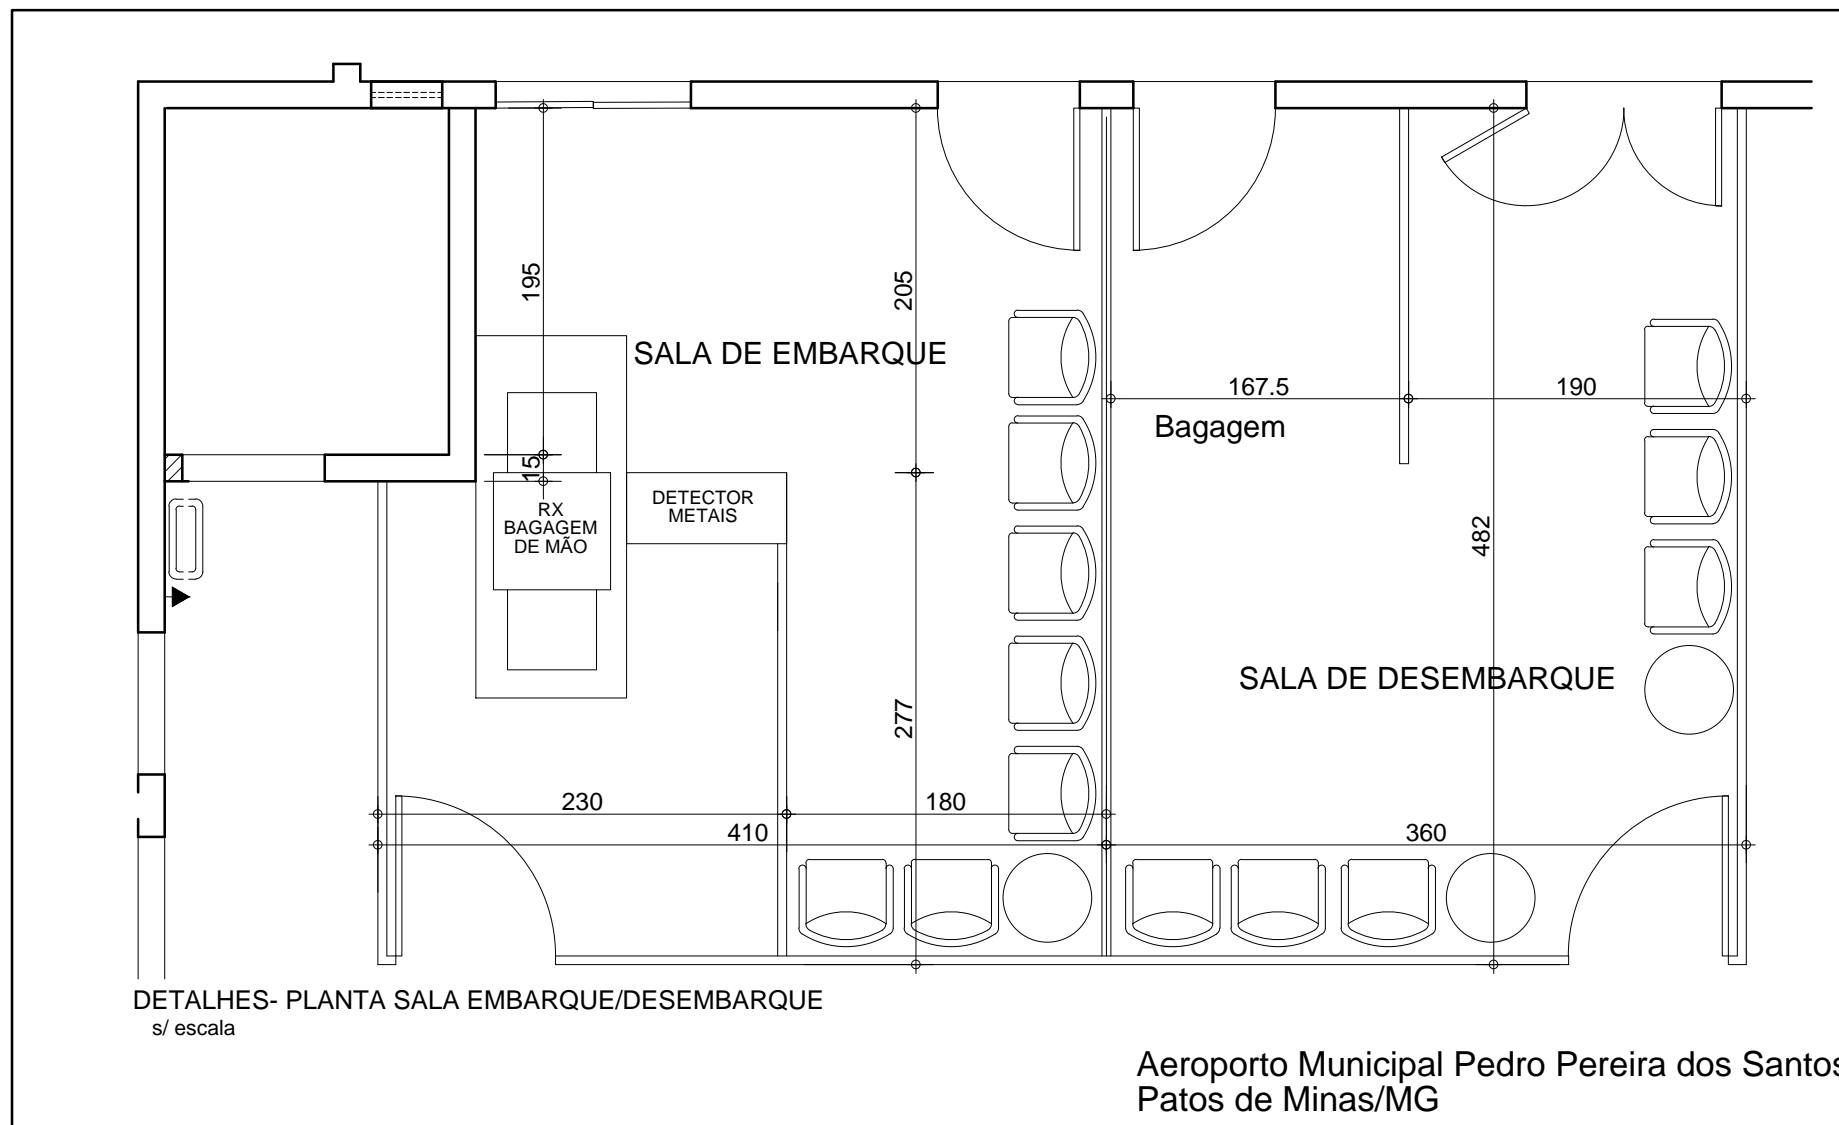 195
205
SALA DE EMBARQUE
167.5
190
Bagagem
15
DETECTOR
METAIS
RX
BAGAGEM
DE MÃO
482
SALA DE DESEMBARQUE
277
230
180
410
360
DETALHES- PLANTA SALA EMBARQUE/DESEMBARQUE
s/ escala
Aeroporto Municipal Pedro Pereira dos Santos
Patos de Minas/MG